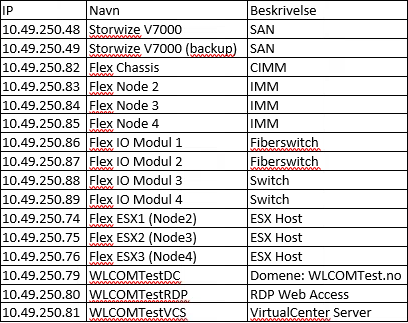 IP Navn Beskrivelse
10.49.250.48 Storwize V7000 SAN
10.49.250.49 Storwize V7000 (backup) SAN
10.49.250.82 Flex Chassis CIMM
10.49.250.83 Flex Node 2 IMM
10.49.250.84 Flex Node 3 IMM
10.49.250.85 Flex Node 4 IMM
10.49.250.86 Flex IO Modul 1 Fiberswitch
10.49.250.87 Flex IO Modul 2 Fiberswitch
10.49.250.88 Flex IO Modul 3 Switch
10.49.250.89 Flex IO Modul 4 Switch
10.49.250.74 Flex ESX1 (Node2) ESX Host
10.49.250.75 Flex ESX2 (Node3) ESX Host
10.49.250.76 Flex ESX3 (Node4) ESX Host
10.49.250.79 WLCOMTestDC Domene: WLCOMTest.no
10.49.250.80 WLCOMTestRDP RDP Web Access
10.49.250.81 WLCOMTestVCS VirtualCenter Server